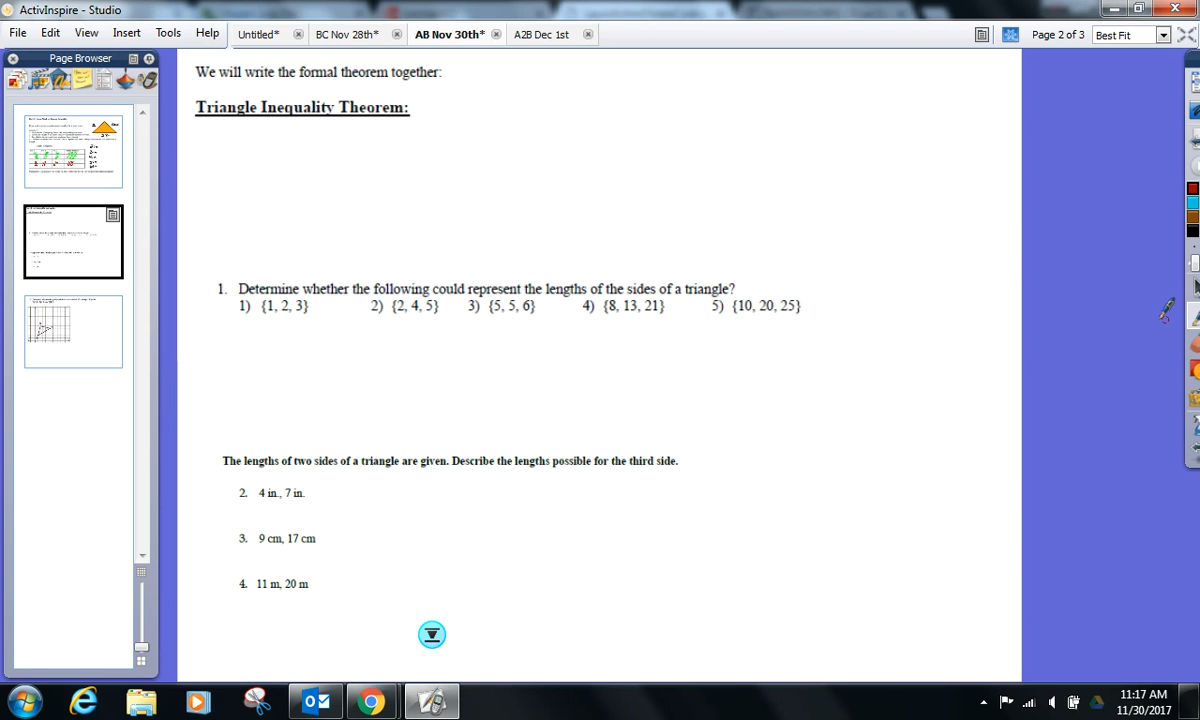 ActivInspire - Studio
File Edit View Insert Tools Help
Untitled* BC Nov 28th* AB Nov 30th* A2B Dec 1st
Page 2 of 3 Best Fit
Page Browser
We will write the formal theorem together:
Triangle Inequality Theorem:
1. Determine whether the following could represent the lengths of the sides of a triangle?
1) {1, 2, 3} 2) {2, 4, 5} 3) {5, 5, 6} 4) {8, 13, 21} 5) {10, 20, 25}
The lengths of two sides of a triangle are given. Describe the lengths possible for the third side.
2. 4 in., 7 in.
3. 9 cm, 17 cm
4. 11 m, 20 m
11:17 AM
11/30/2017